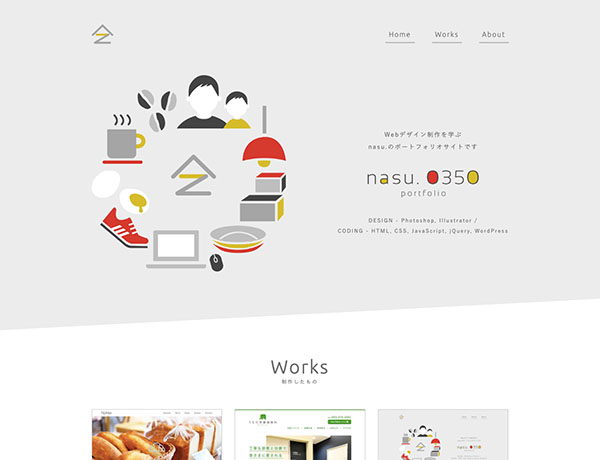 Home Works About
Webデザイン制作を学ぶ
nasu.のポートフォリオサイトです
nasu. 0350
portfolio
DESIGN - Photoshop, Illustrator /
CODING - HTML, CSS, JavaScript, jQuery, WordPress
Works
制作したもの